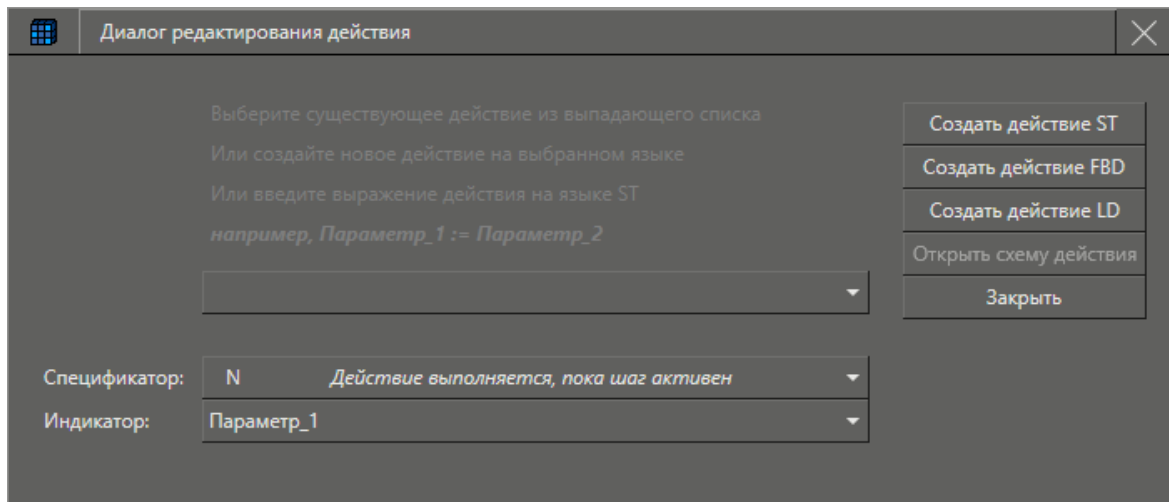 Диалог редактирования действия
Выберите существующее действие из выпадающего списка
Или создайте новое действие на выбранном языке
Или введите выражение действия на языке ST
например, Параметр_1 := Параметр_2
Создать действие ST
Создать действие FBD
Создать действие LD
Открыть схему действия
Закрыть
Спецификатор: N Действие выполняется, пока шаг активен
Индикатор: Параметр_1